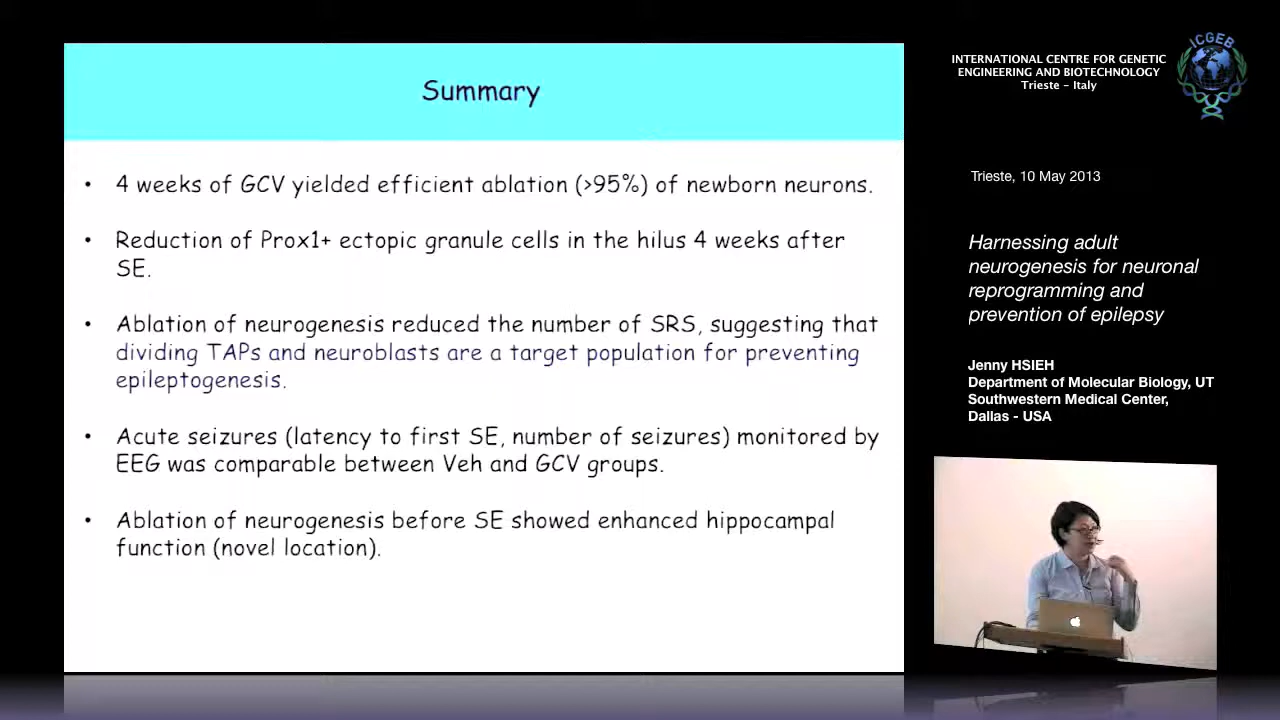 Summary
• 4 weeks of GCV yielded efficient ablation (>95%) of newborn neurons.
• Reduction of Prox1+ ectopic granule cells in the hilus 4 weeks after
SE.
• Ablation of neurogenesis reduced the number of SRS, suggesting that
dividing TAPs and neuroblasts are a target population for preventing
epileptogenesis.
• Acute seizures (latency to first SE, number of seizures) monitored by
EEG was comparable between Veh and GCV groups.
• Ablation of neurogenesis before SE showed enhanced hippocampal
function (novel location).
INTERNATIONAL CENTRE FOR GENETIC
ENGINEERING AND BIOTECHNOLOGY
Trieste - Italy
ICGEB
Trieste, 10 May 2013
Harnessing adult
neurogenesis for neuronal
reprogramming and
prevention of epilepsy
Jenny HSIEH
Department of Molecular Biology, UT
Southwestern Medical Center,
Dallas - USA